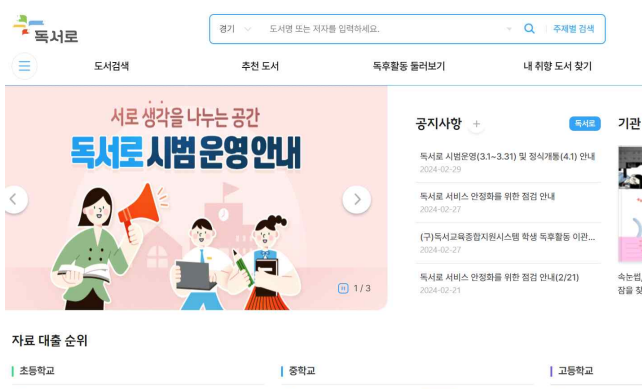 독서로
경기
도서명 또는 저자를 입력하세요.
주제별 검색
도서검색
추천 도서
독후활동 둘러보기
내 취향 도서 찾기
서로 생각을 나누는 공간
독서로 시범 운영 안내
1 / 3
공지사항 +
독서로
독서로 시범운영(3.1~3.31) 및 정식개통(4.1) 안내
2024-02-29
독서로 서비스 안정화를 위한 점검 안내
2024-02-27
(구)독서교육종합지원시스템 학생 독후활동 이관...
2024-02-27
독서로 서비스 안정화를 위한 점검 안내(2/21)
2024-02-21
기관
잠을 찾
자료 대출 순위
초등학교
중학교
고등학교